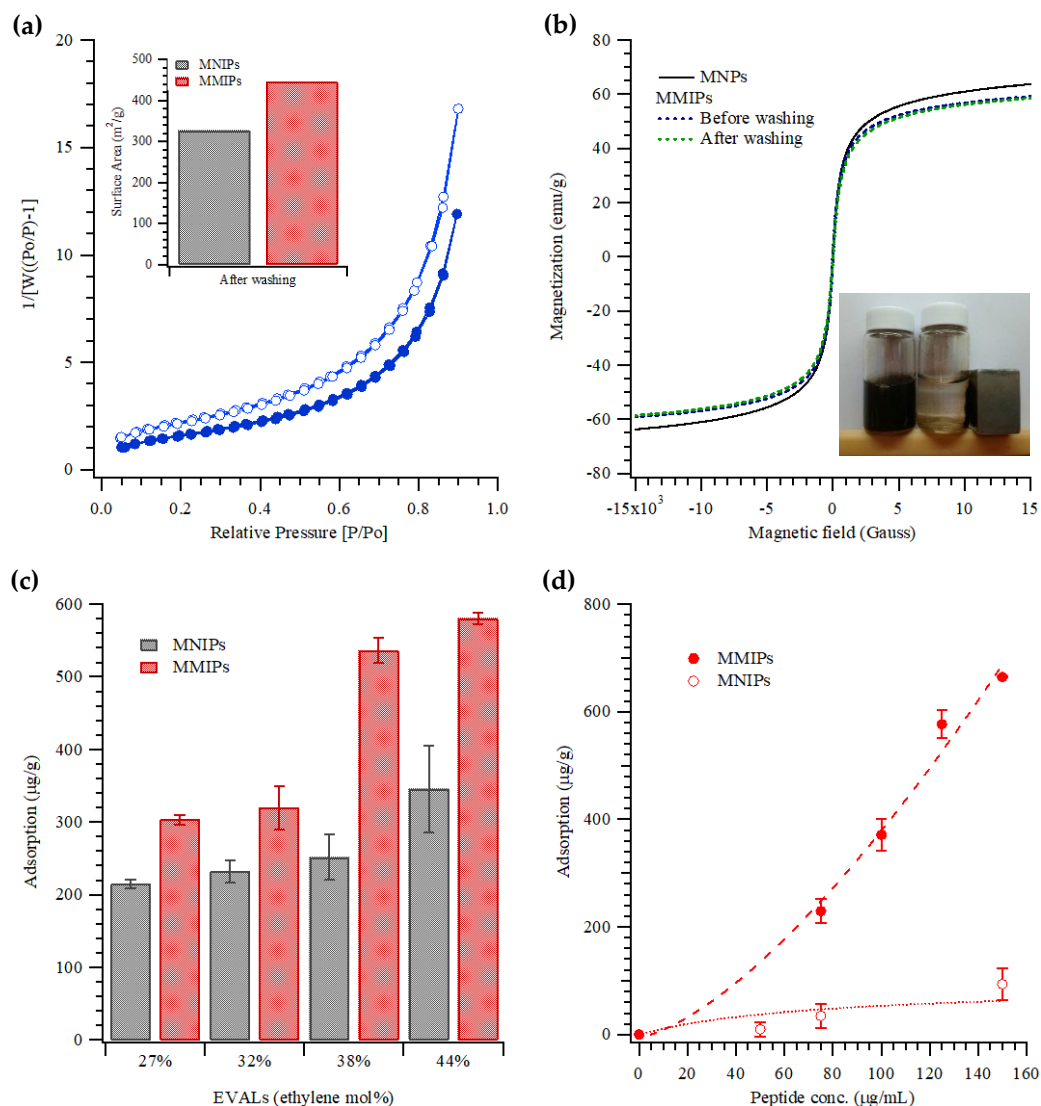 (a)
20
15
10
5
0
1/[W((Po/P)-1]
0.0 0.2 0.4 0.6 0.8 1.0
Relative Pressure [P/Po]
500
400
300
200
100
0
Surface Area (m²/g)
MNIPs
MMIPs
After washing
(b)
80
60
40
20
0
-20
-40
-60
-80
Magnetization (emu/g)
MNPs
MMIPs
Before washing
After washing
-15x10³ -10 -5 0 5 10 15
Magnetic field (Gauss)
(c)
600
500
400
300
200
100
0
Adsorption (μg/g)
MNIPs
MMIPs
27% 32% 38% 44%
EVALs (ethylene mol%)
(d)
800
600
400
200
0
Adsorption (μg/g)
MMIPs
MNIPs
0 20 40 60 80 100 120 140 160
Peptide conc. (μg/mL)